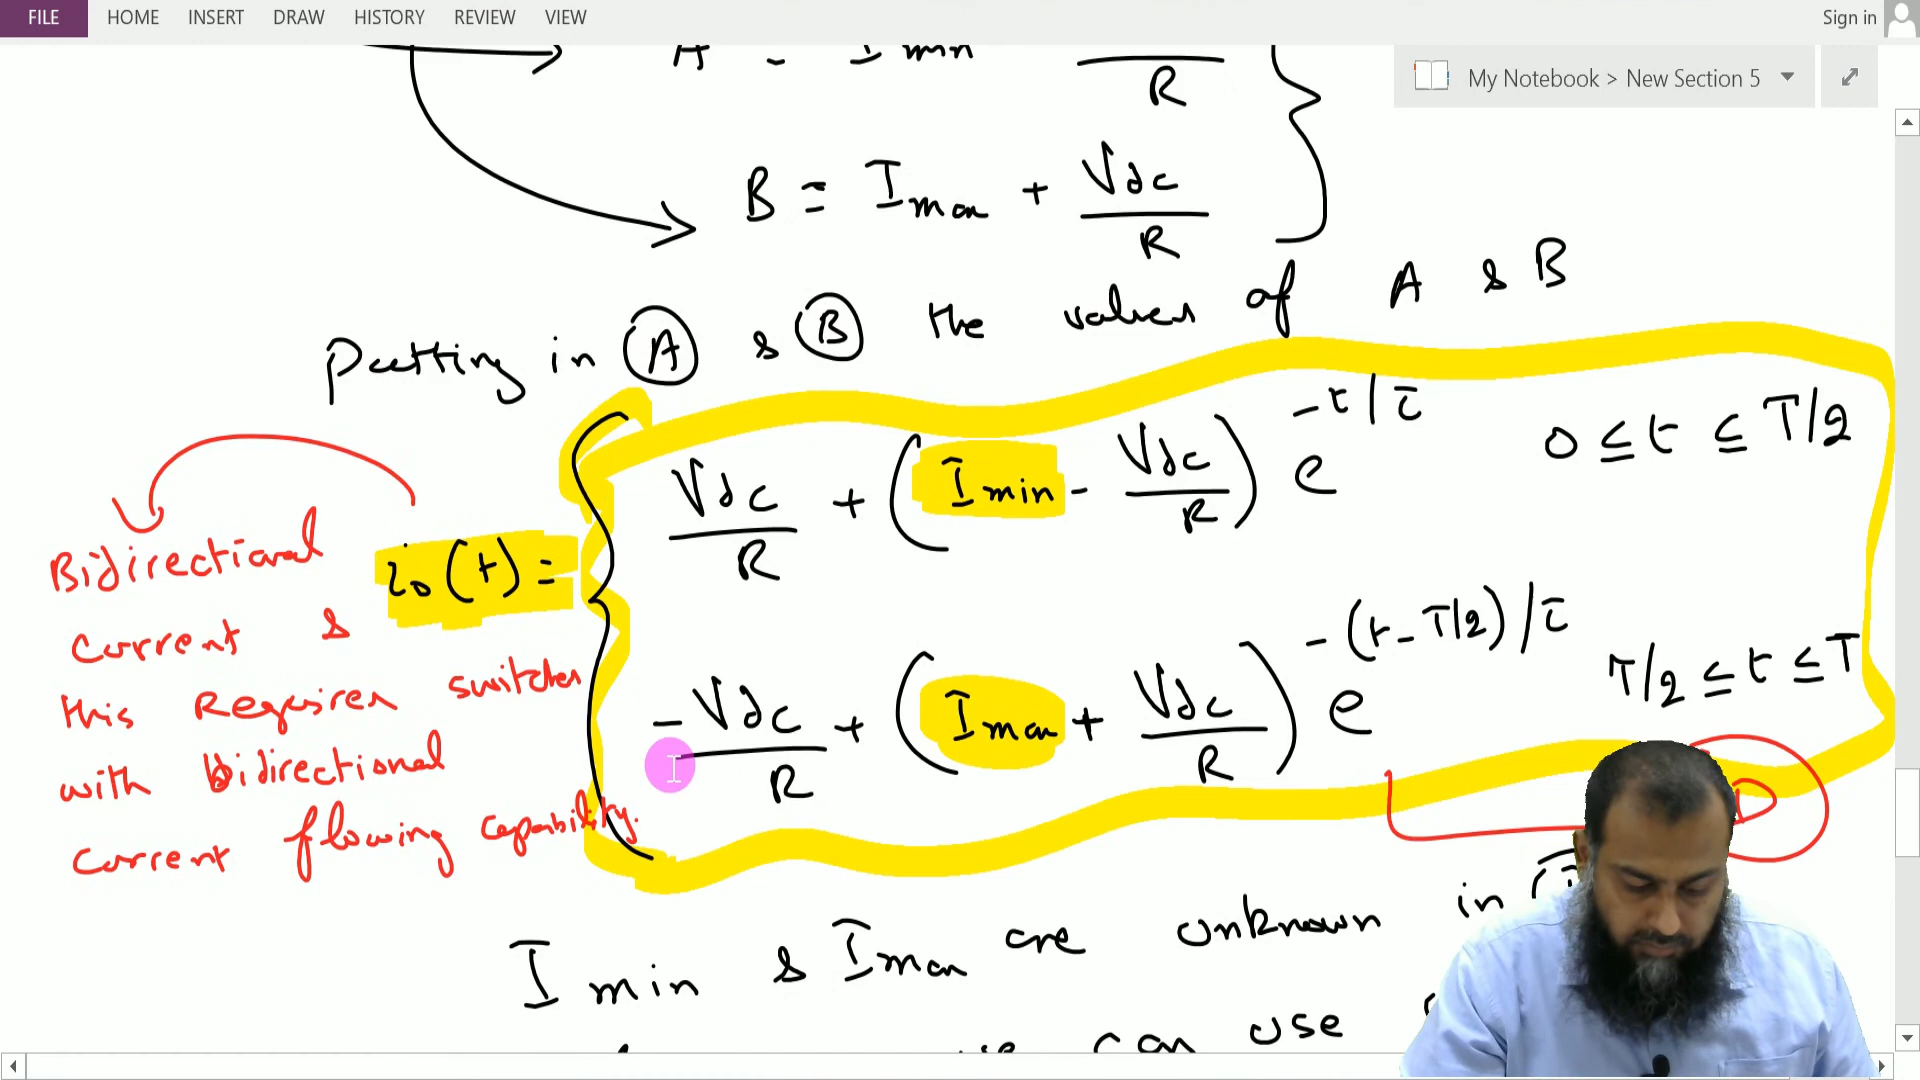 FILE HOME INSERT DRAW HISTORY REVIEW VIEW Sign in
My Notebook > New Section 5
A = Imin
R
B = Imax + Vdc/R
Putting in (A) & (B) the values of A & B
io(t) = Vdc/R + (Imin - Vdc/R) e^-t/τ 0 ≤ t ≤ T/2
-Vdc/R + (Imax + Vdc/R) e^-(t-T/2)/τ T/2 ≤ t ≤ T
Bidirectional
Current &
this Requires switches
with bidirectional
current flowing capability.
D
Imin & Imax are unknown in
we can use